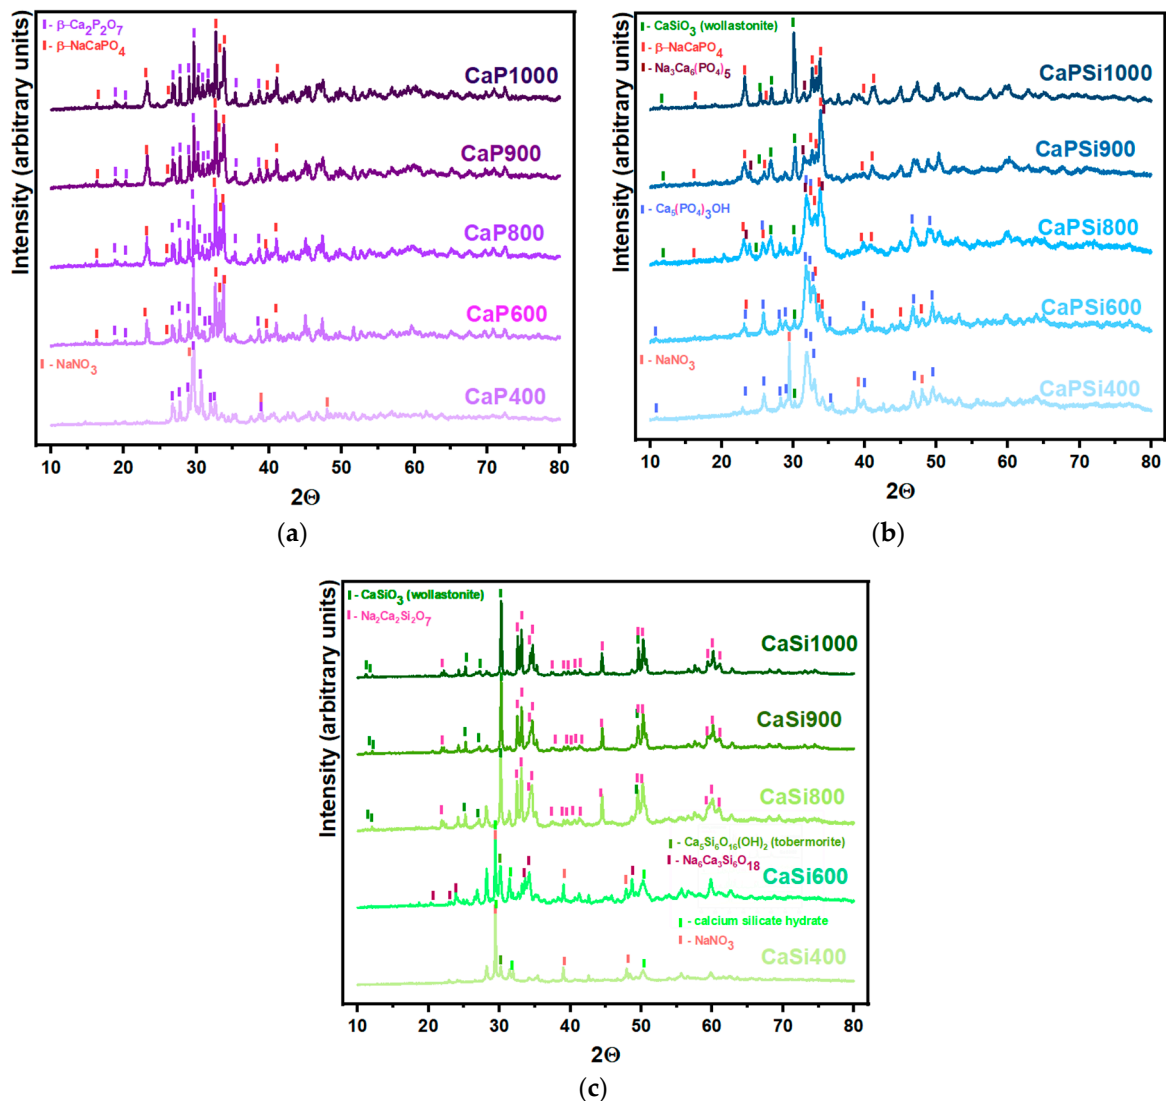 Intensity (arbitrary units)
- β-Ca2P2O7
- β-NaCaPO4
CaP1000
CaP900
CaP800
CaP600
- NaNO3
CaP400
10 20 30 40 50 60 70 80
2Θ
(a)
Intensity (arbitrary units)
- CaSiO3 (wollastonite)
- β-NaCaPO4
- Na3Ca6(PO4)5
CaPSi1000
CaPSi900
- Ca5(PO4)3OH
CaPSi800
CaPSi600
- NaNO3
CaPSi400
10 20 30 40 50 60 70 80
2Θ
(b)
Intensity (arbitrary units)
- CaSiO3 (wollastonite)
- Na2Ca2Si2O7
CaSi1000
CaSi900
CaSi800
- Ca5Si6O16(OH)2 (tobermorite)
- Na6Ca3Si6O18
CaSi600
- calcium silicate hydrate
- NaNO3
CaSi400
10 20 30 40 50 60 70 80
2Θ
(c)